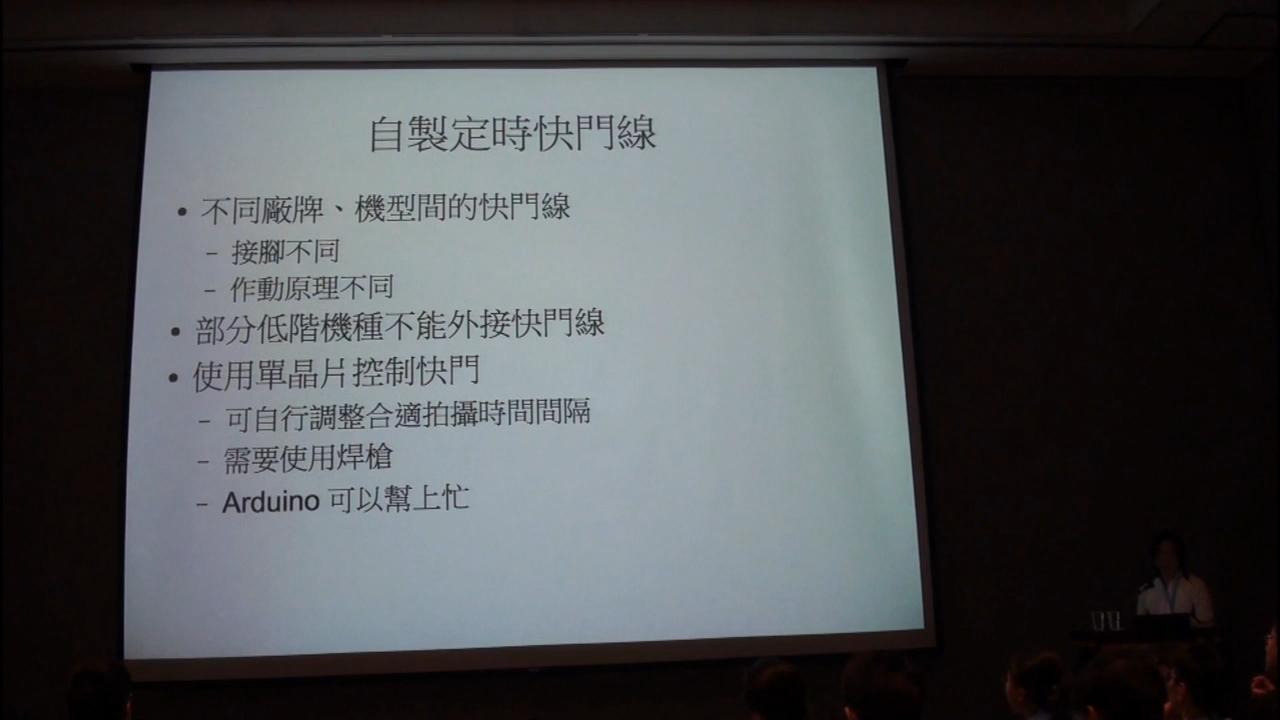 自製定時快門線
• 不同廠牌、機型間的快門線
– 接腳不同
– 作動原理不同
• 部分低階機種不能外接快門線
• 使用單晶片控制快門
– 可自行調整合適拍攝時間間隔
– 需要使用焊槍
– Arduino 可以幫上忙